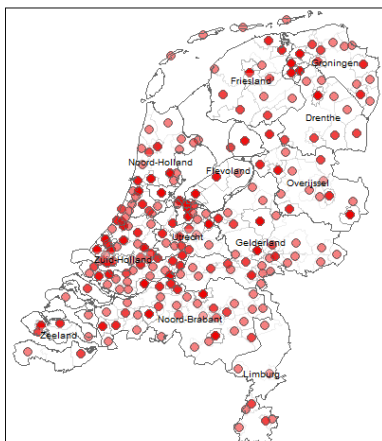 Groningen
Friesland
Drenthe
Noord-Holland
Flevoland
Overijssel
Utrecht
Gelderland
Zuid-Holland
Noord-Brabant
Zeeland
Limburg